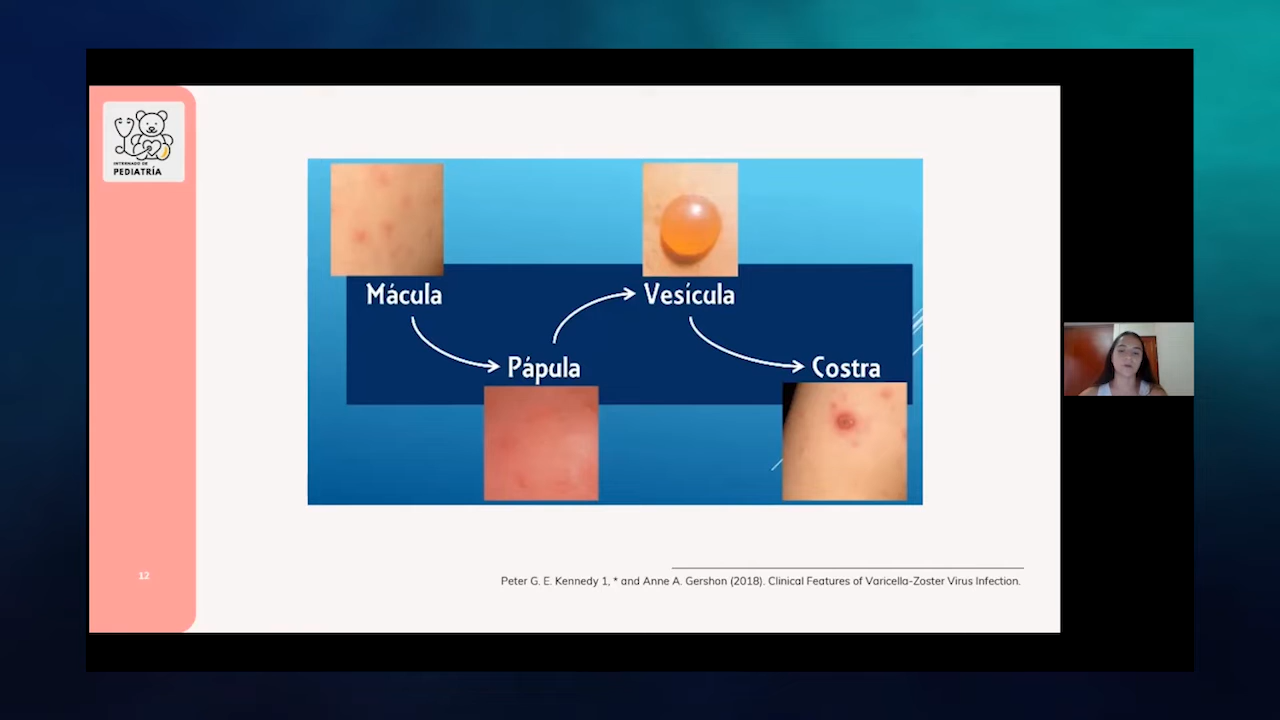 INTERNADO DE
PEDIATRÍA
Mácula
Vesícula
Pápula
Costra
12
Peter G. E. Kennedy 1, * and Anne A. Gershon (2018). Clinical Features of Varicella-Zoster Virus Infection.